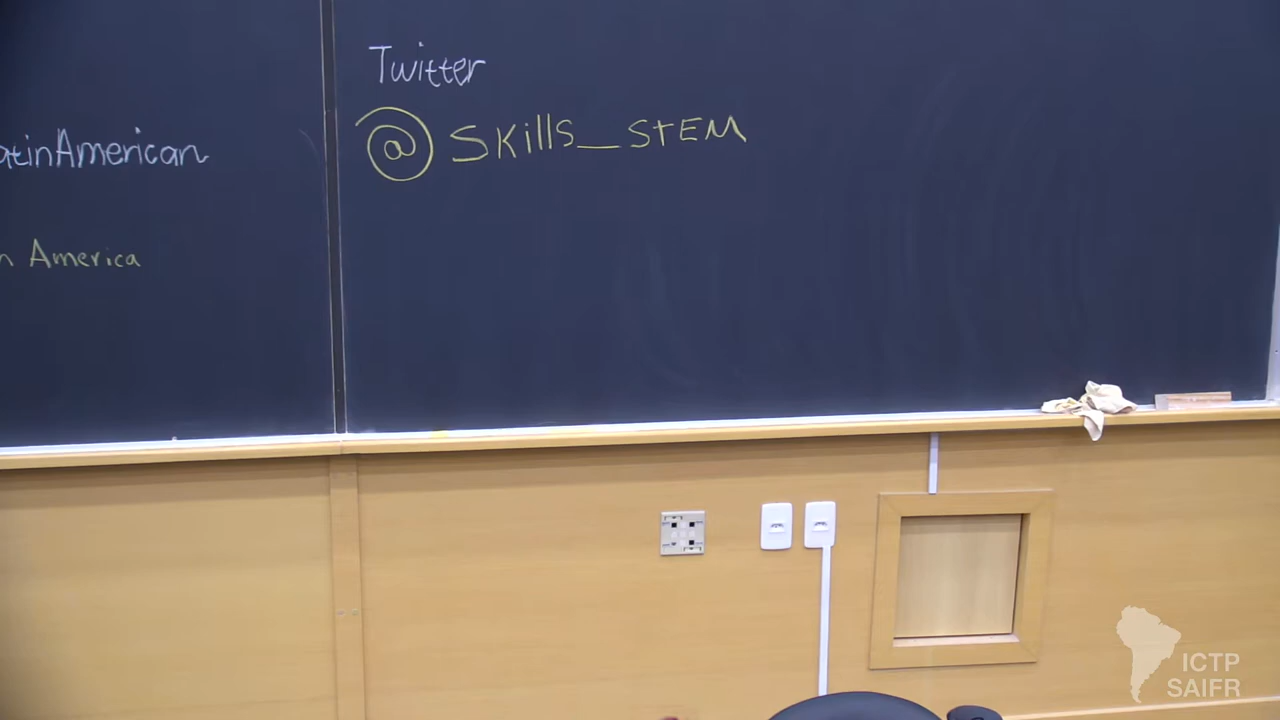 Twitter
@ Skills_STEM
atinAmerican
n America
ICTP
SAIFR